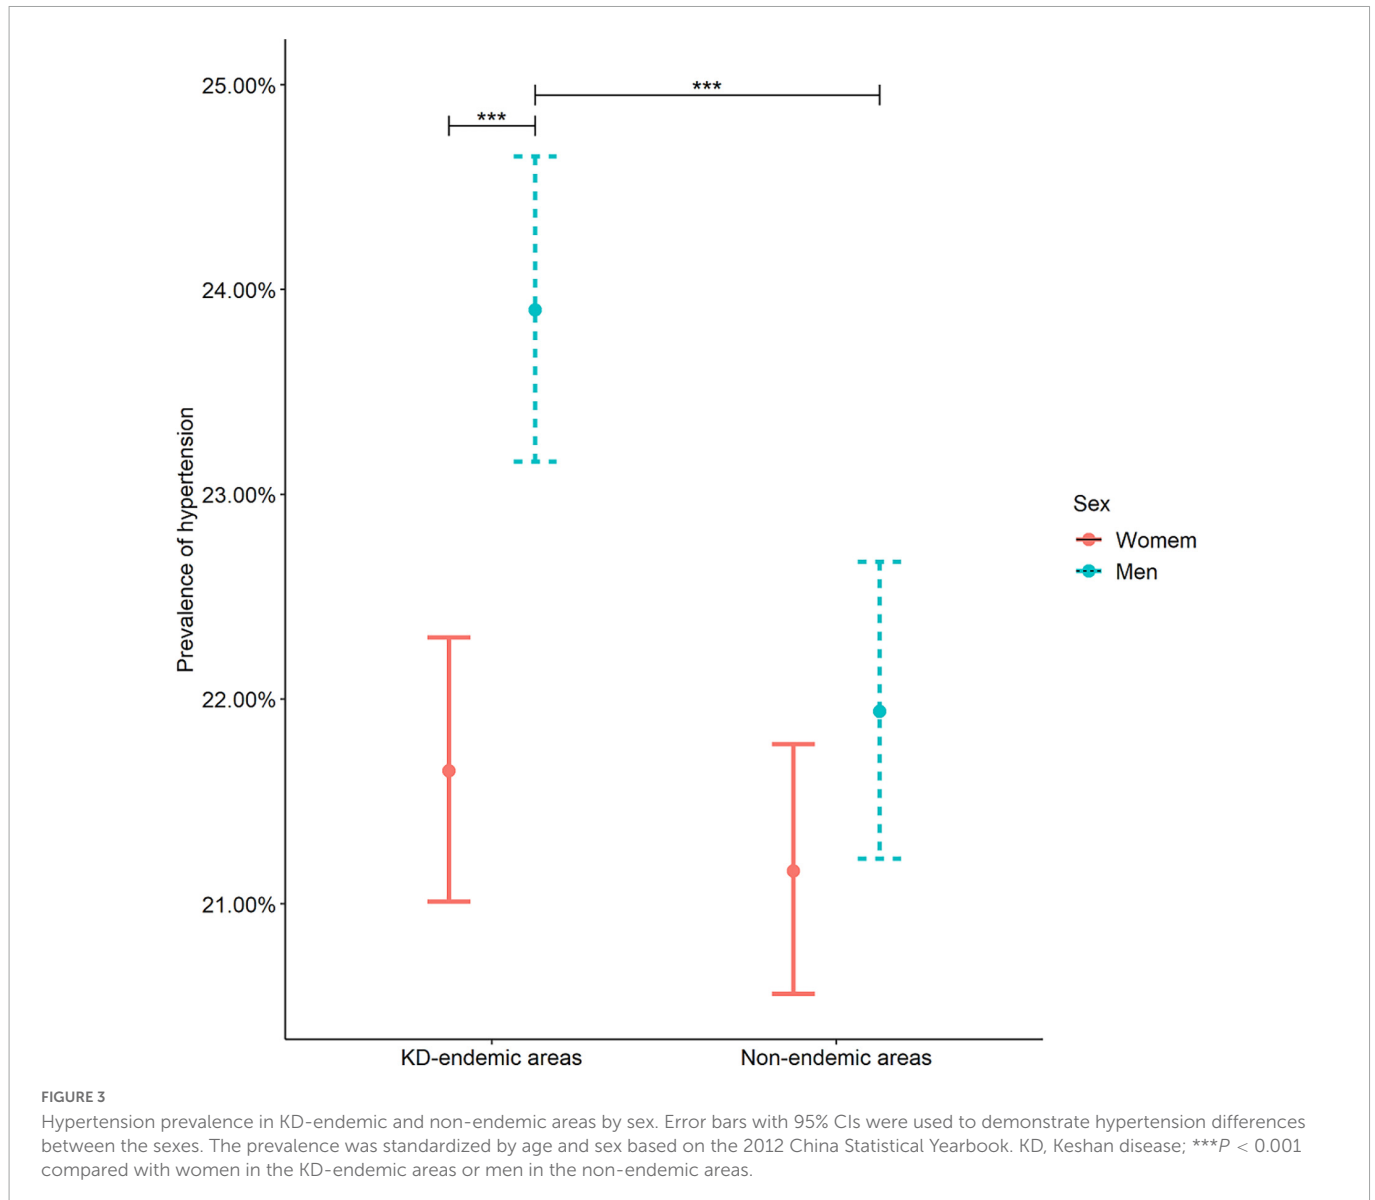 25.00%
***
***
24.00%
23.00%
22.00%
21.00%
Prevalence of hypertension
Sex
Womem
Men
KD-endemic areas
Non-endemic areas
FIGURE 3
Hypertension prevalence in KD-endemic and non-endemic areas by sex. Error bars with 95% CIs were used to demonstrate hypertension differences
between the sexes. The prevalence was standardized by age and sex based on the 2012 China Statistical Yearbook. KD, Keshan disease; ***P < 0.001
compared with women in the KD-endemic areas or men in the non-endemic areas.